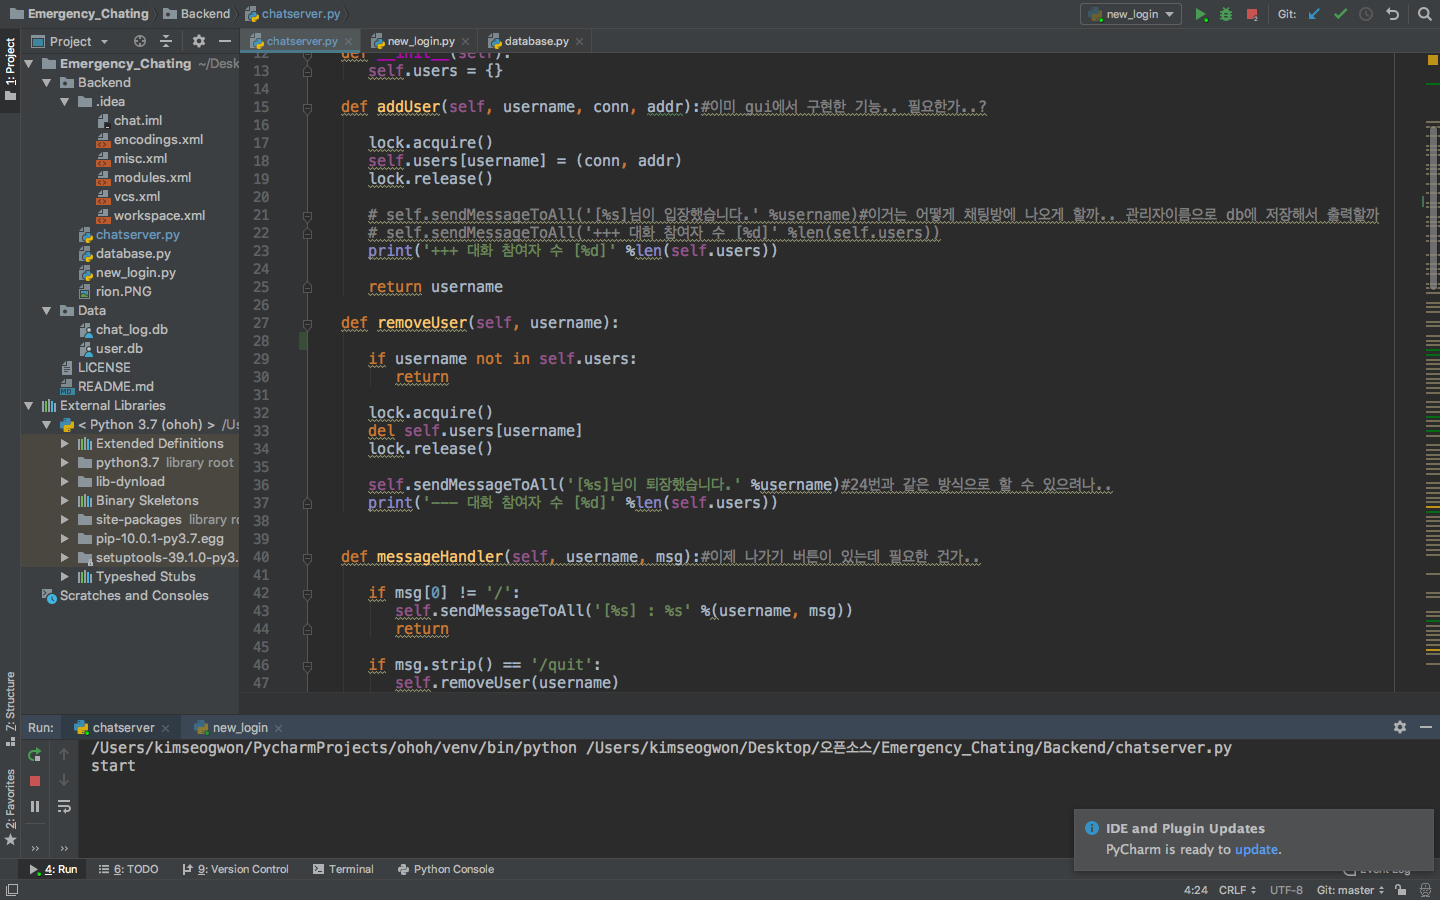 Emergency_Chating
Backend
chatserver.py
new_login
Git:
1: Project
Project
chatserver.py
new_login.py
database.py
Emergency_Chating ~/Desk
Backend
.idea
chat.iml
encodings.xml
misc.xml
modules.xml
vcs.xml
workspace.xml
chatserver.py
database.py
new_login.py
rion.PNG
Data
chat_log.db
user.db
LICENSE
README.md
External Libraries
< Python 3.7 (ohoh) > /Us
Extended Definitions
python3.7 library root
lib-dynload
Binary Skeletons
site-packages library ro
pip-10.0.1-py3.7.egg
setuptools-39.1.0-py3.
Typeshed Stubs
Scratches and Consoles
12 def __init__(self):
13 self.users = {}
14
15 def addUser(self, username, conn, addr):#이미 gui에서 구현한 기능.. 필요한가..?
16
17 lock.acquire()
18 self.users[username] = (conn, addr)
19 lock.release()
20
21 # self.sendMessageToAll('[%s]님이 입장했습니다.' %username)#이거는 어떻게 채팅방에 나오게 할까.. 관리자이름으로 db에 저장해서 출력할까
22 # self.sendMessageToAll('+++ 대화 참여자 수 [%d]' %len(self.users))
23 print('+++ 대화 참여자 수 [%d]' %len(self.users))
24
25 return username
26
27 def removeUser(self, username):
28
29 if username not in self.users:
30 return
31
32 lock.acquire()
33 del self.users[username]
34 lock.release()
35
36 self.sendMessageToAll('[%s]님이 퇴장했습니다.' %username)#24번과 같은 방식으로 할 수 있으려나..
37 print('--- 대화 참여자 수 [%d]' %len(self.users))
38
39
40 def messageHandler(self, username, msg):#이제 나가기 버튼이 있는데 필요한 건가..
41
42 if msg[0] != '/':
43 self.sendMessageToAll('[%s] : %s' %(username, msg))
44 return
45
46 if msg.strip() == '/quit':
47 self.removeUser(username)
7: Structure
2: Favorites
Run:
chatserver
new_login
/Users/kimseogwon/PycharmProjects/ohoh/venv/bin/python /Users/kimseogwon/Desktop/오픈소스/Emergency_Chating/Backend/chatserver.py
start
IDE and Plugin Updates
PyCharm is ready to update.
4: Run
6: TODO
9: Version Control
Terminal
Python Console
Event Log
4:24
CRLF
UTF-8
Git: master